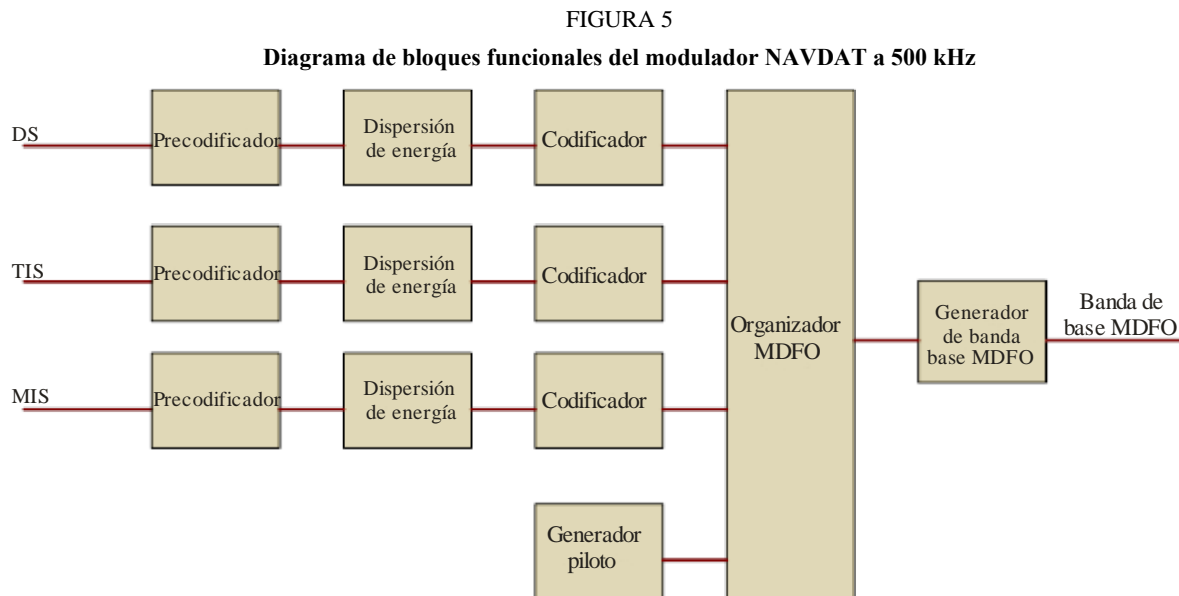 FIGURA 5
Diagrama de bloques funcionales del modulador NAVDAT a 500 kHz
DS
Precodificador
Dispersión
de energía
Codificador
TIS
Precodificador
Dispersión
de energía
Codificador
MIS
Precodificador
Dispersión
de energía
Codificador
Generador
piloto
Organizador
MDFO
Generador
de banda
base MDFO
Banda de
base MDFO